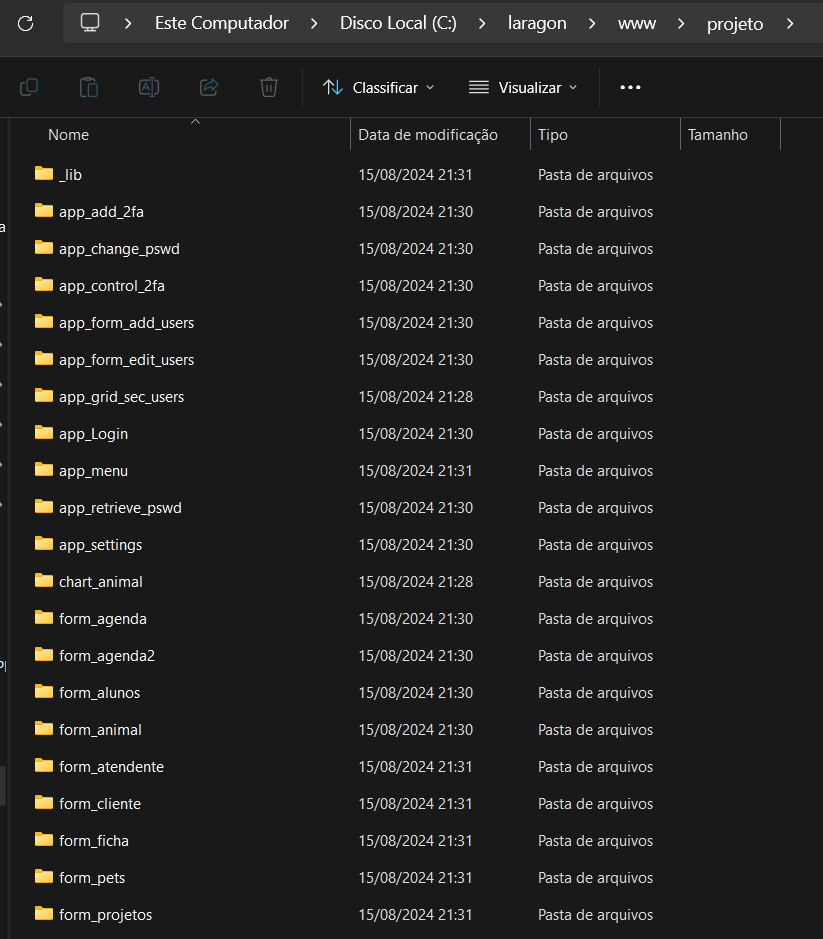 Este Computador > Disco Local (C:) > laragon > www > projeto >
Classificar Visualizar ...
Nome Data de modificação Tipo Tamanho
_lib 15/08/2024 21:31 Pasta de arquivos
app_add_2fa 15/08/2024 21:30 Pasta de arquivos
app_change_pswd 15/08/2024 21:30 Pasta de arquivos
app_control_2fa 15/08/2024 21:30 Pasta de arquivos
app_form_add_users 15/08/2024 21:30 Pasta de arquivos
app_form_edit_users 15/08/2024 21:30 Pasta de arquivos
app_grid_sec_users 15/08/2024 21:28 Pasta de arquivos
app_Login 15/08/2024 21:30 Pasta de arquivos
app_menu 15/08/2024 21:31 Pasta de arquivos
app_retrieve_pswd 15/08/2024 21:30 Pasta de arquivos
app_settings 15/08/2024 21:30 Pasta de arquivos
chart_animal 15/08/2024 21:28 Pasta de arquivos
form_agenda 15/08/2024 21:30 Pasta de arquivos
form_agenda2 15/08/2024 21:30 Pasta de arquivos
form_alunos 15/08/2024 21:30 Pasta de arquivos
form_animal 15/08/2024 21:30 Pasta de arquivos
form_atendente 15/08/2024 21:31 Pasta de arquivos
form_cliente 15/08/2024 21:31 Pasta de arquivos
form_ficha 15/08/2024 21:31 Pasta de arquivos
form_pets 15/08/2024 21:31 Pasta de arquivos
form_projetos 15/08/2024 21:31 Pasta de arquivos